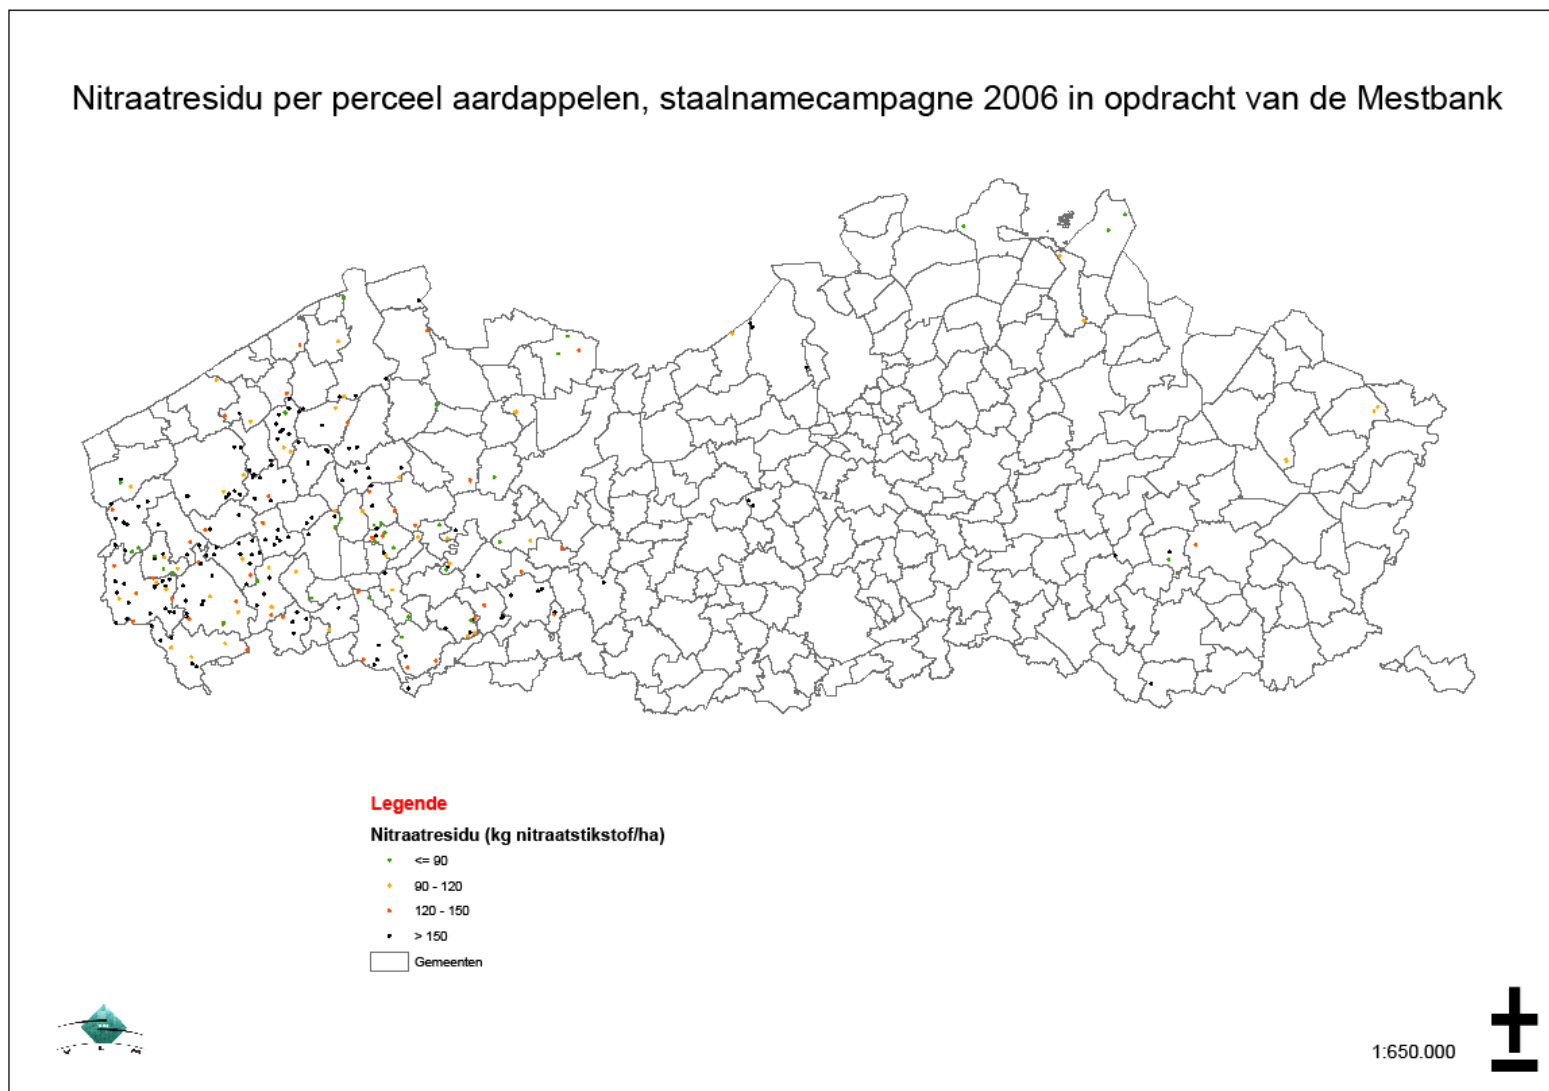 Nitraatresidu per perceel aardappelen, staalnamecampagne 2006 in opdracht van de Mestbank
Legende
Nitraatresidu (kg nitraatstikstof/ha)
<= 90
90 - 120
120 - 150
> 150
Gemeenten
V L M
1:650.000